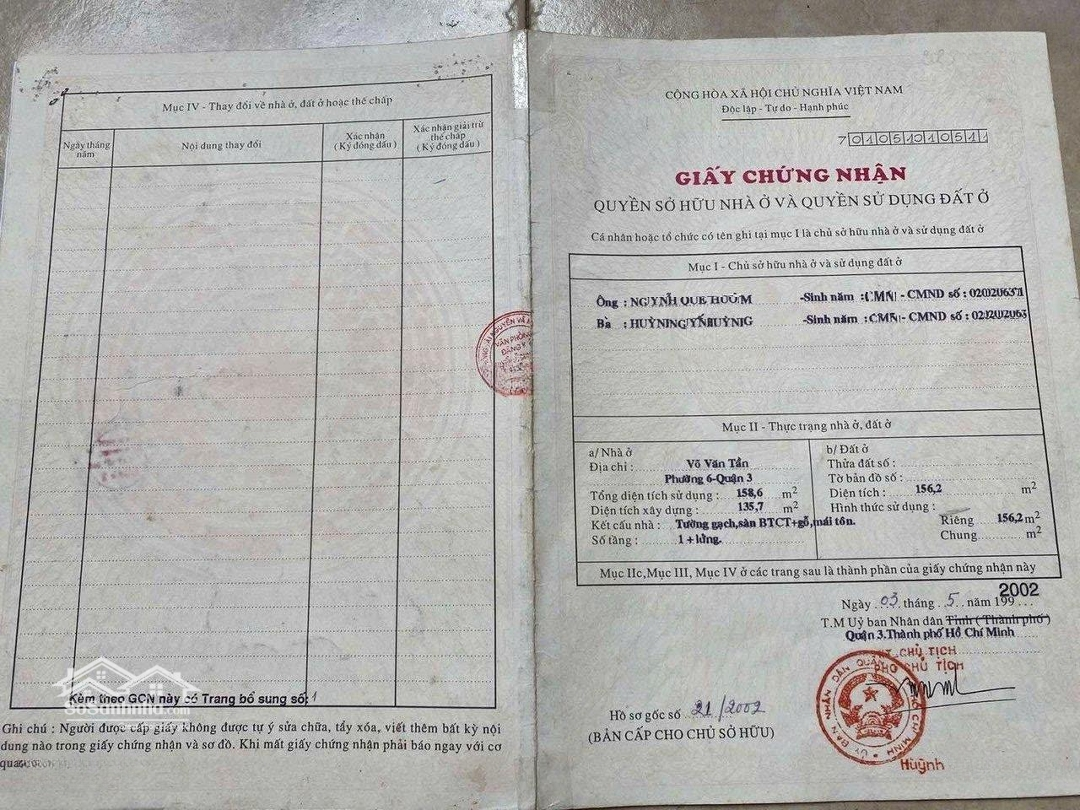 Mục IV - Thay đổi về nhà ở, đất ở hoặc thế chấp
Ngày tháng năm
Nội dung thay đổi
Xác nhận
( Ký đóng dấu )
Xác nhận giải trừ
thế chấp
( Ký đóng dấu )
Kèm theo GCN này có Trang bổ sung số: 1
Ghi chú : Người được cấp giấy không được tự ý sửa chữa, tẩy xóa, viết thêm bất kỳ nội
dung nào trong giấy chứng nhận và sơ đồ. Khi mất giấy chứng nhận phải báo ngay với cơ
quan
CỘNG HÒA XÃ HỘI CHỦ NGHĨA VIỆT NAM
Độc lập - Tự do - Hạnh phúc
GIẤY CHỨNG NHẬN
QUYỀN SỞ HỮU NHÀ Ở VÀ QUYỀN SỬ DỤNG ĐẤT Ở
Cá nhân hoặc tổ chức có tên ghi tại mục I là chủ sở hữu nhà ở và sử dụng đất ở
Mục I - Chủ sở hữu nhà ở và sử dụng đất ở
Ông : -Sinh năm : - CMND số :
Bà : -Sinh năm : - CMND số :
Mục II - Thực trạng nhà ở, đất ở
a/ Nhà ở
Địa chỉ : Võ Văn Tần
Phường 6-Quận 3
Tổng diện tích sử dụng : 158,6 m2
Diện tích xây dựng : 135,7 m2
Kết cấu nhà : Tường gạch,sàn BTCT+gỗ,mái tôn.
Số tầng : 1 + lửng.
b/ Đất ở
Thửa đất số :
Tờ bản đồ số :
Diện tích : 156,2 m2
Hình thức sử dụng :
Riêng 156,2 m2
Chung m2
Mục IIc,Mục III, Mục IV ở các trang sau là thành phần của giấy chứng nhận này
Ngày 03 tháng 5 năm 199 2002
T.M Uỷ ban Nhân dân Tỉnh ( Thành phố )
Quận 3.Thành phố Hồ Chí Minh
KT. CHỦ TỊCH
PHÓ CHỦ TỊCH
Hồ sơ gốc số 21/2002
(BẢN CẤP CHO CHỦ SỞ HỮU)
Huỳnh